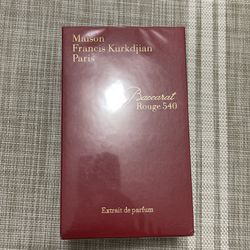 Maison
Francis Kurkdjian
Paris
Baccarat
Rouge 540
Extrait de parfum